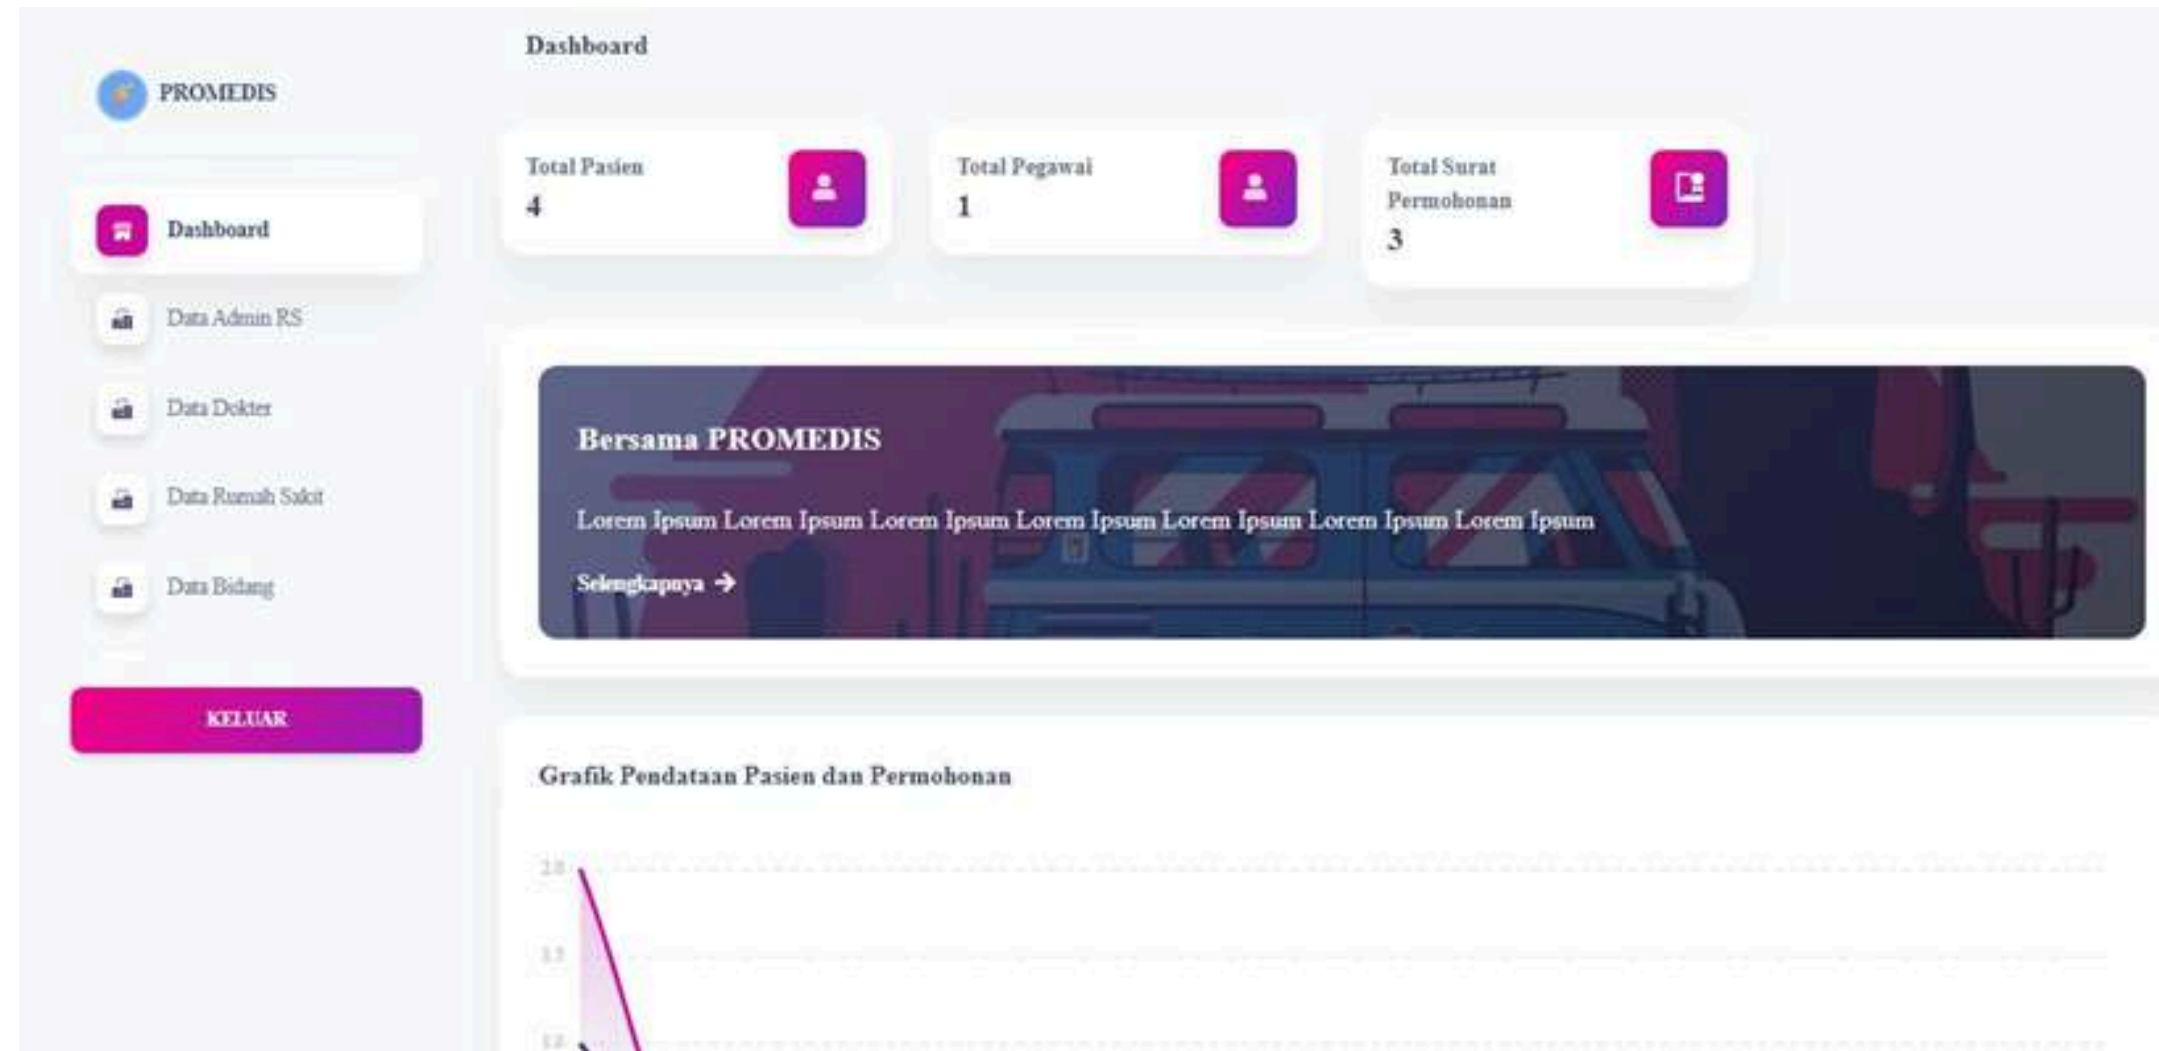 PROMEDIS
Dashboard
Data Admin RS
Data Dokter
Data Rumah Sakit
Data Bidang
KELUAR
Dashboard
Total Pasien
4
Total Pegawai
1
Total Surat
Permohonan
3
Bersama PROMEDIS
Lorem Ipsum Lorem Ipsum Lorem Ipsum Lorem Ipsum Lorem Ipsum Lorem Ipsum Lorem Ipsum
Selengkapnya →
Grafik Pendataan Pasien dan Permohonan
2.0